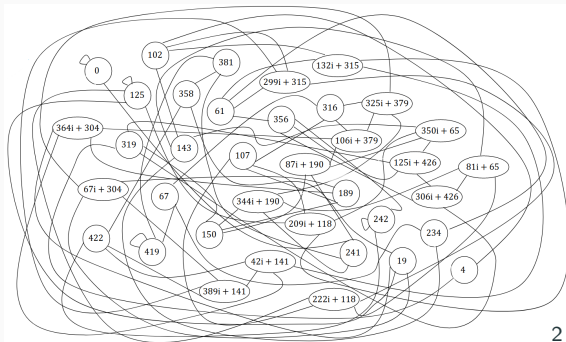 102
381
132i + 315
0
299i + 315
125
358
61
356
316
325i + 379
364i + 304
319
143
106i + 379
350i + 65
107
87i + 190
125i + 426
81i + 65
67i + 304
67
344i + 190
189
306i + 426
209i + 118
242
234
422
419
150
241
42i + 141
19
4
389i + 141
222i + 118
2